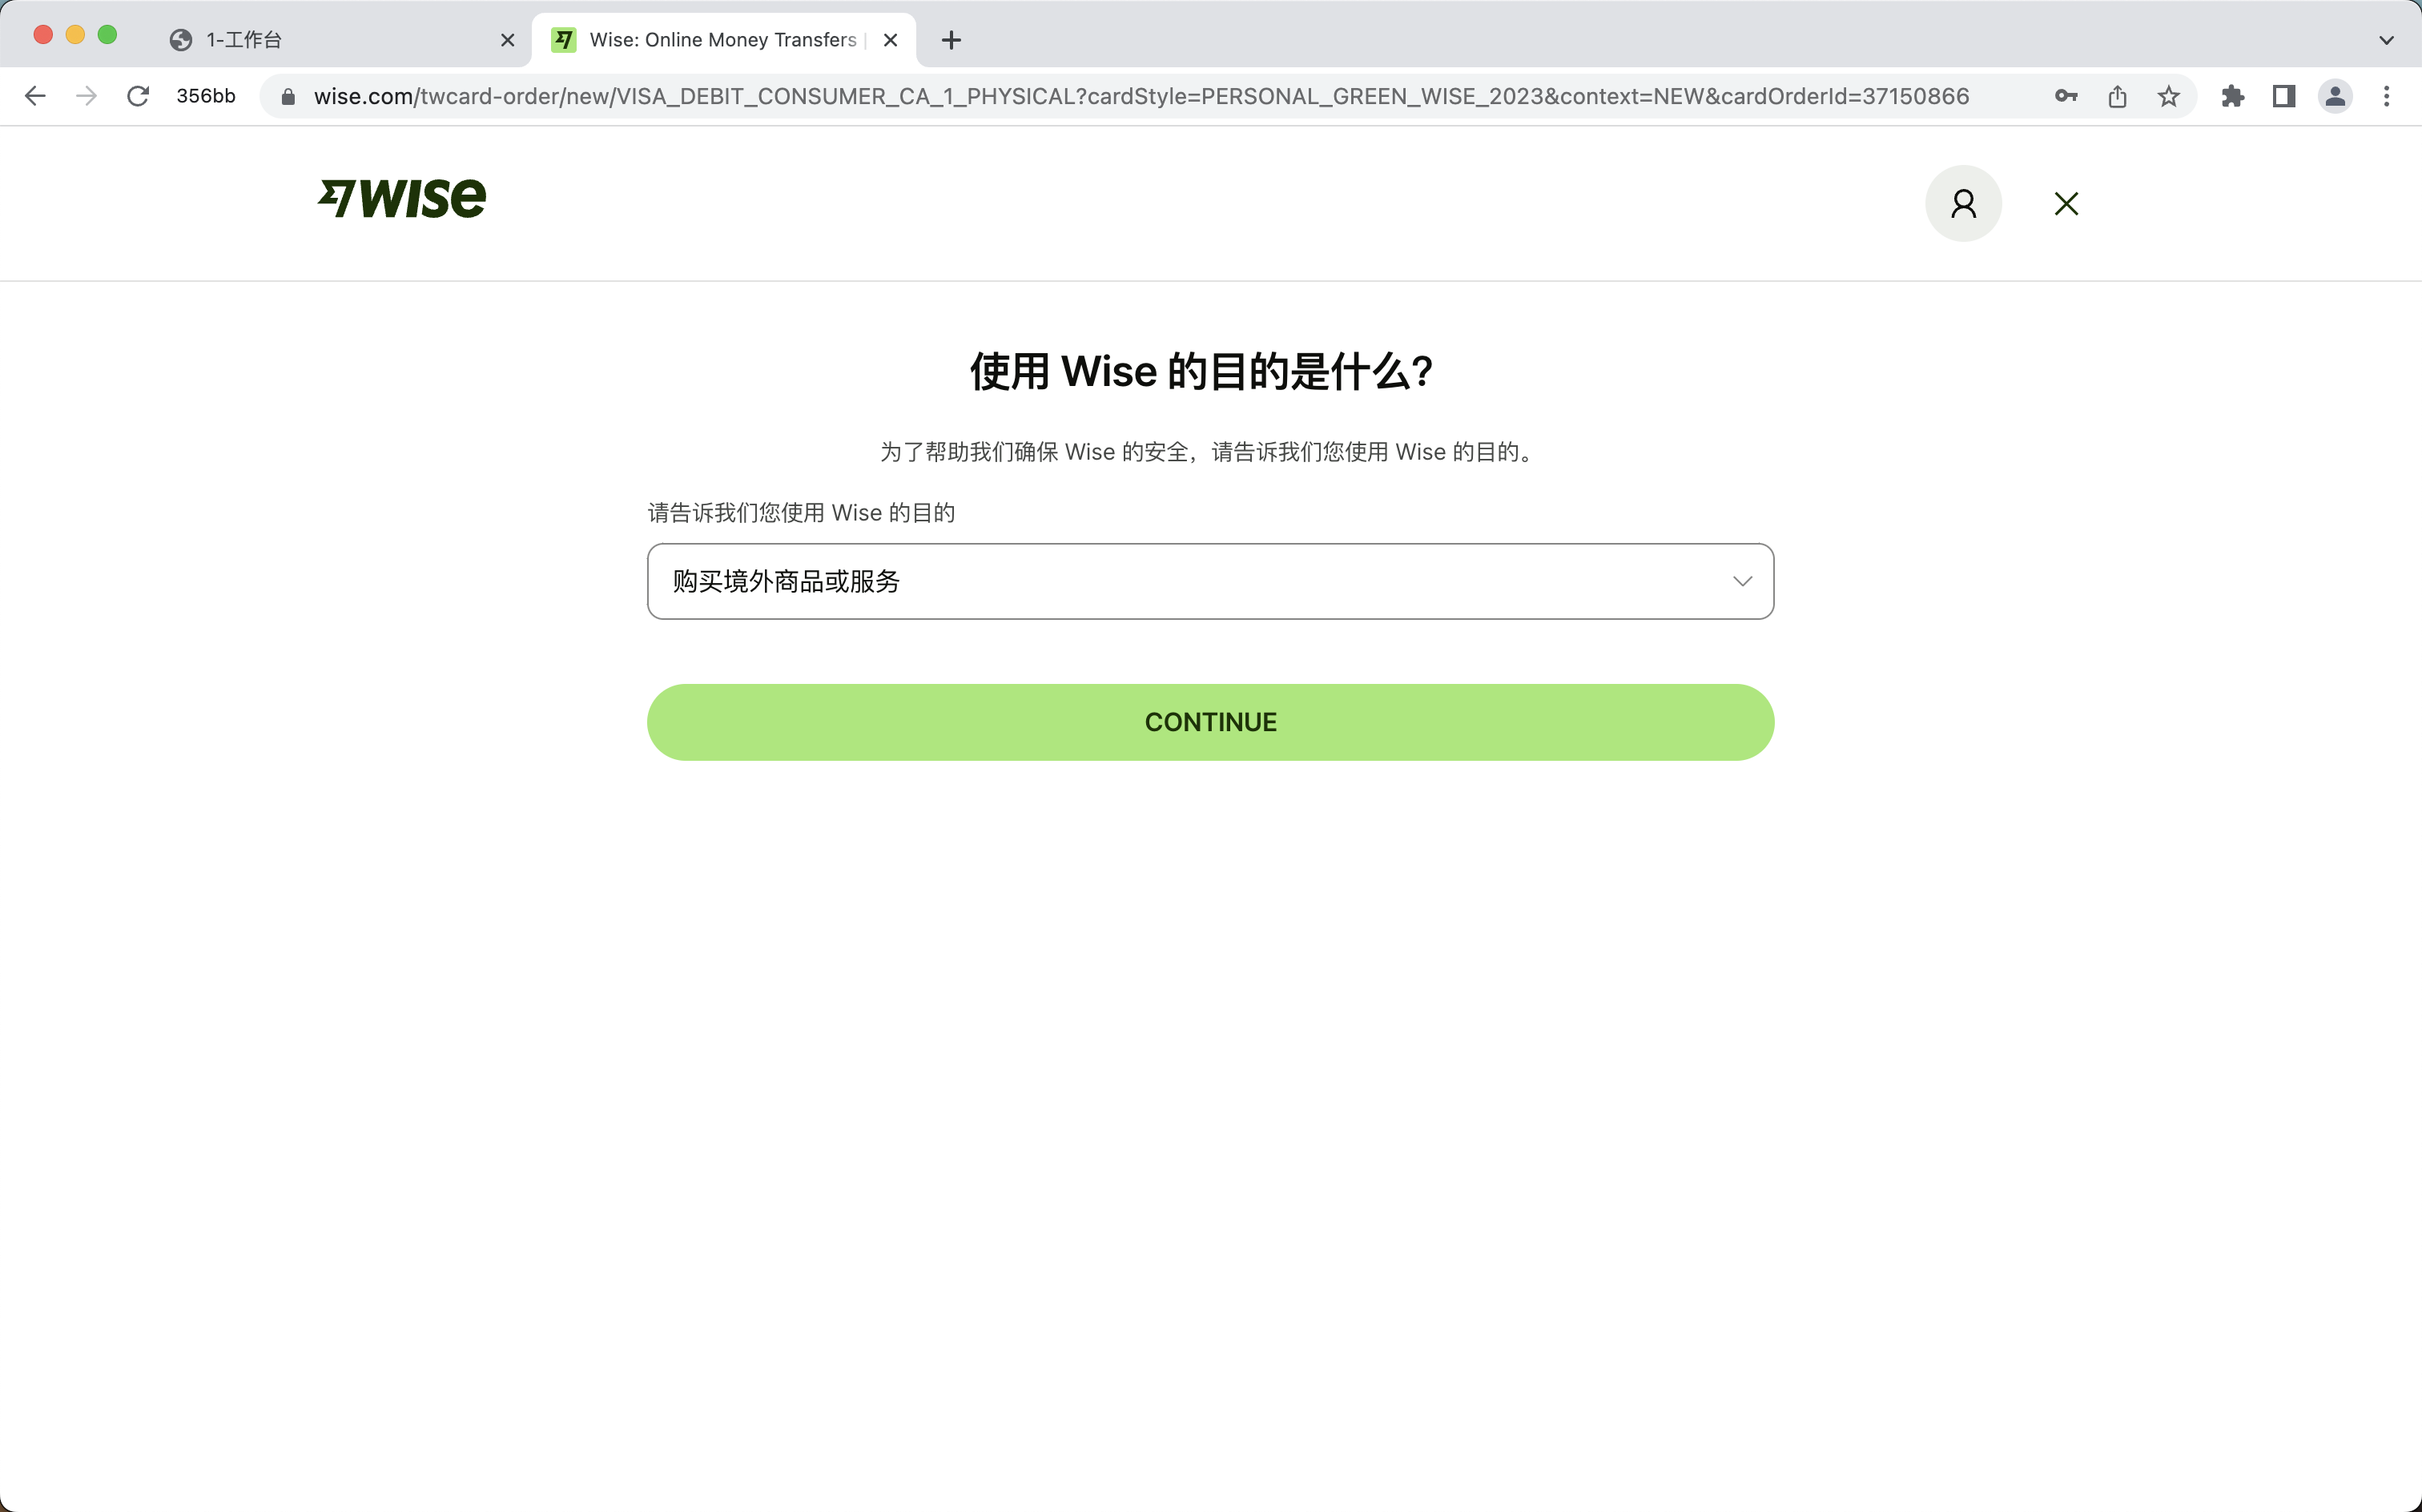 1-工作台
Wise: Online Money Transfers
356bb
wise.com/twcard-order/new/VISA_DEBIT_CONSUMER_CA_1_PHYSICAL?cardStyle=PERSONAL_GREEN_WISE_2023&context=NEW&cardOrderId=37150866
WISE
使用 Wise 的目的是什么?
为了帮助我们确保 Wise 的安全，请告诉我们您使用 Wise 的目的。
请告诉我们您使用 Wise 的目的
购买境外商品或服务
CONTINUE